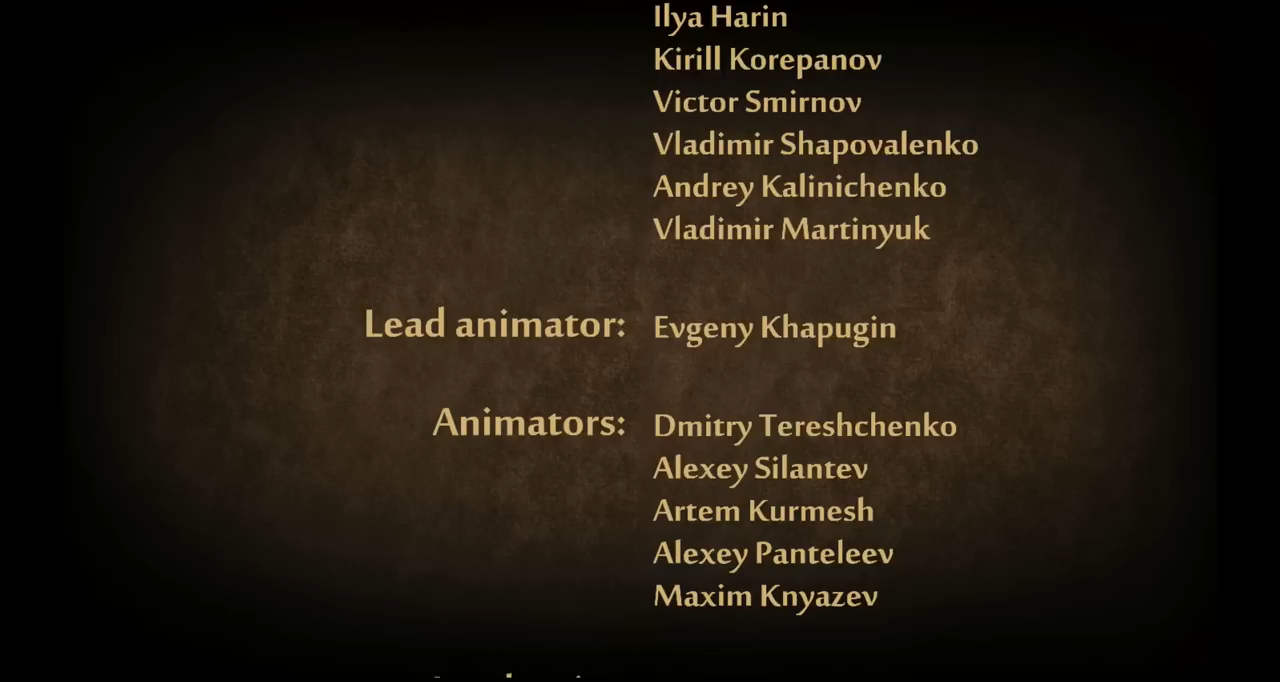 Ilya Harin
Kirill Korepanov
Victor Smirnov
Vladimir Shapovalenko
Andrey Kalinichenko
Vladimir Martinyuk
Lead animator: Evgeny Khapugin
Animators: Dmitry Tereshchenko
Alexey Silantev
Artem Kurmesh
Alexey Panteleev
Maxim Knyazev